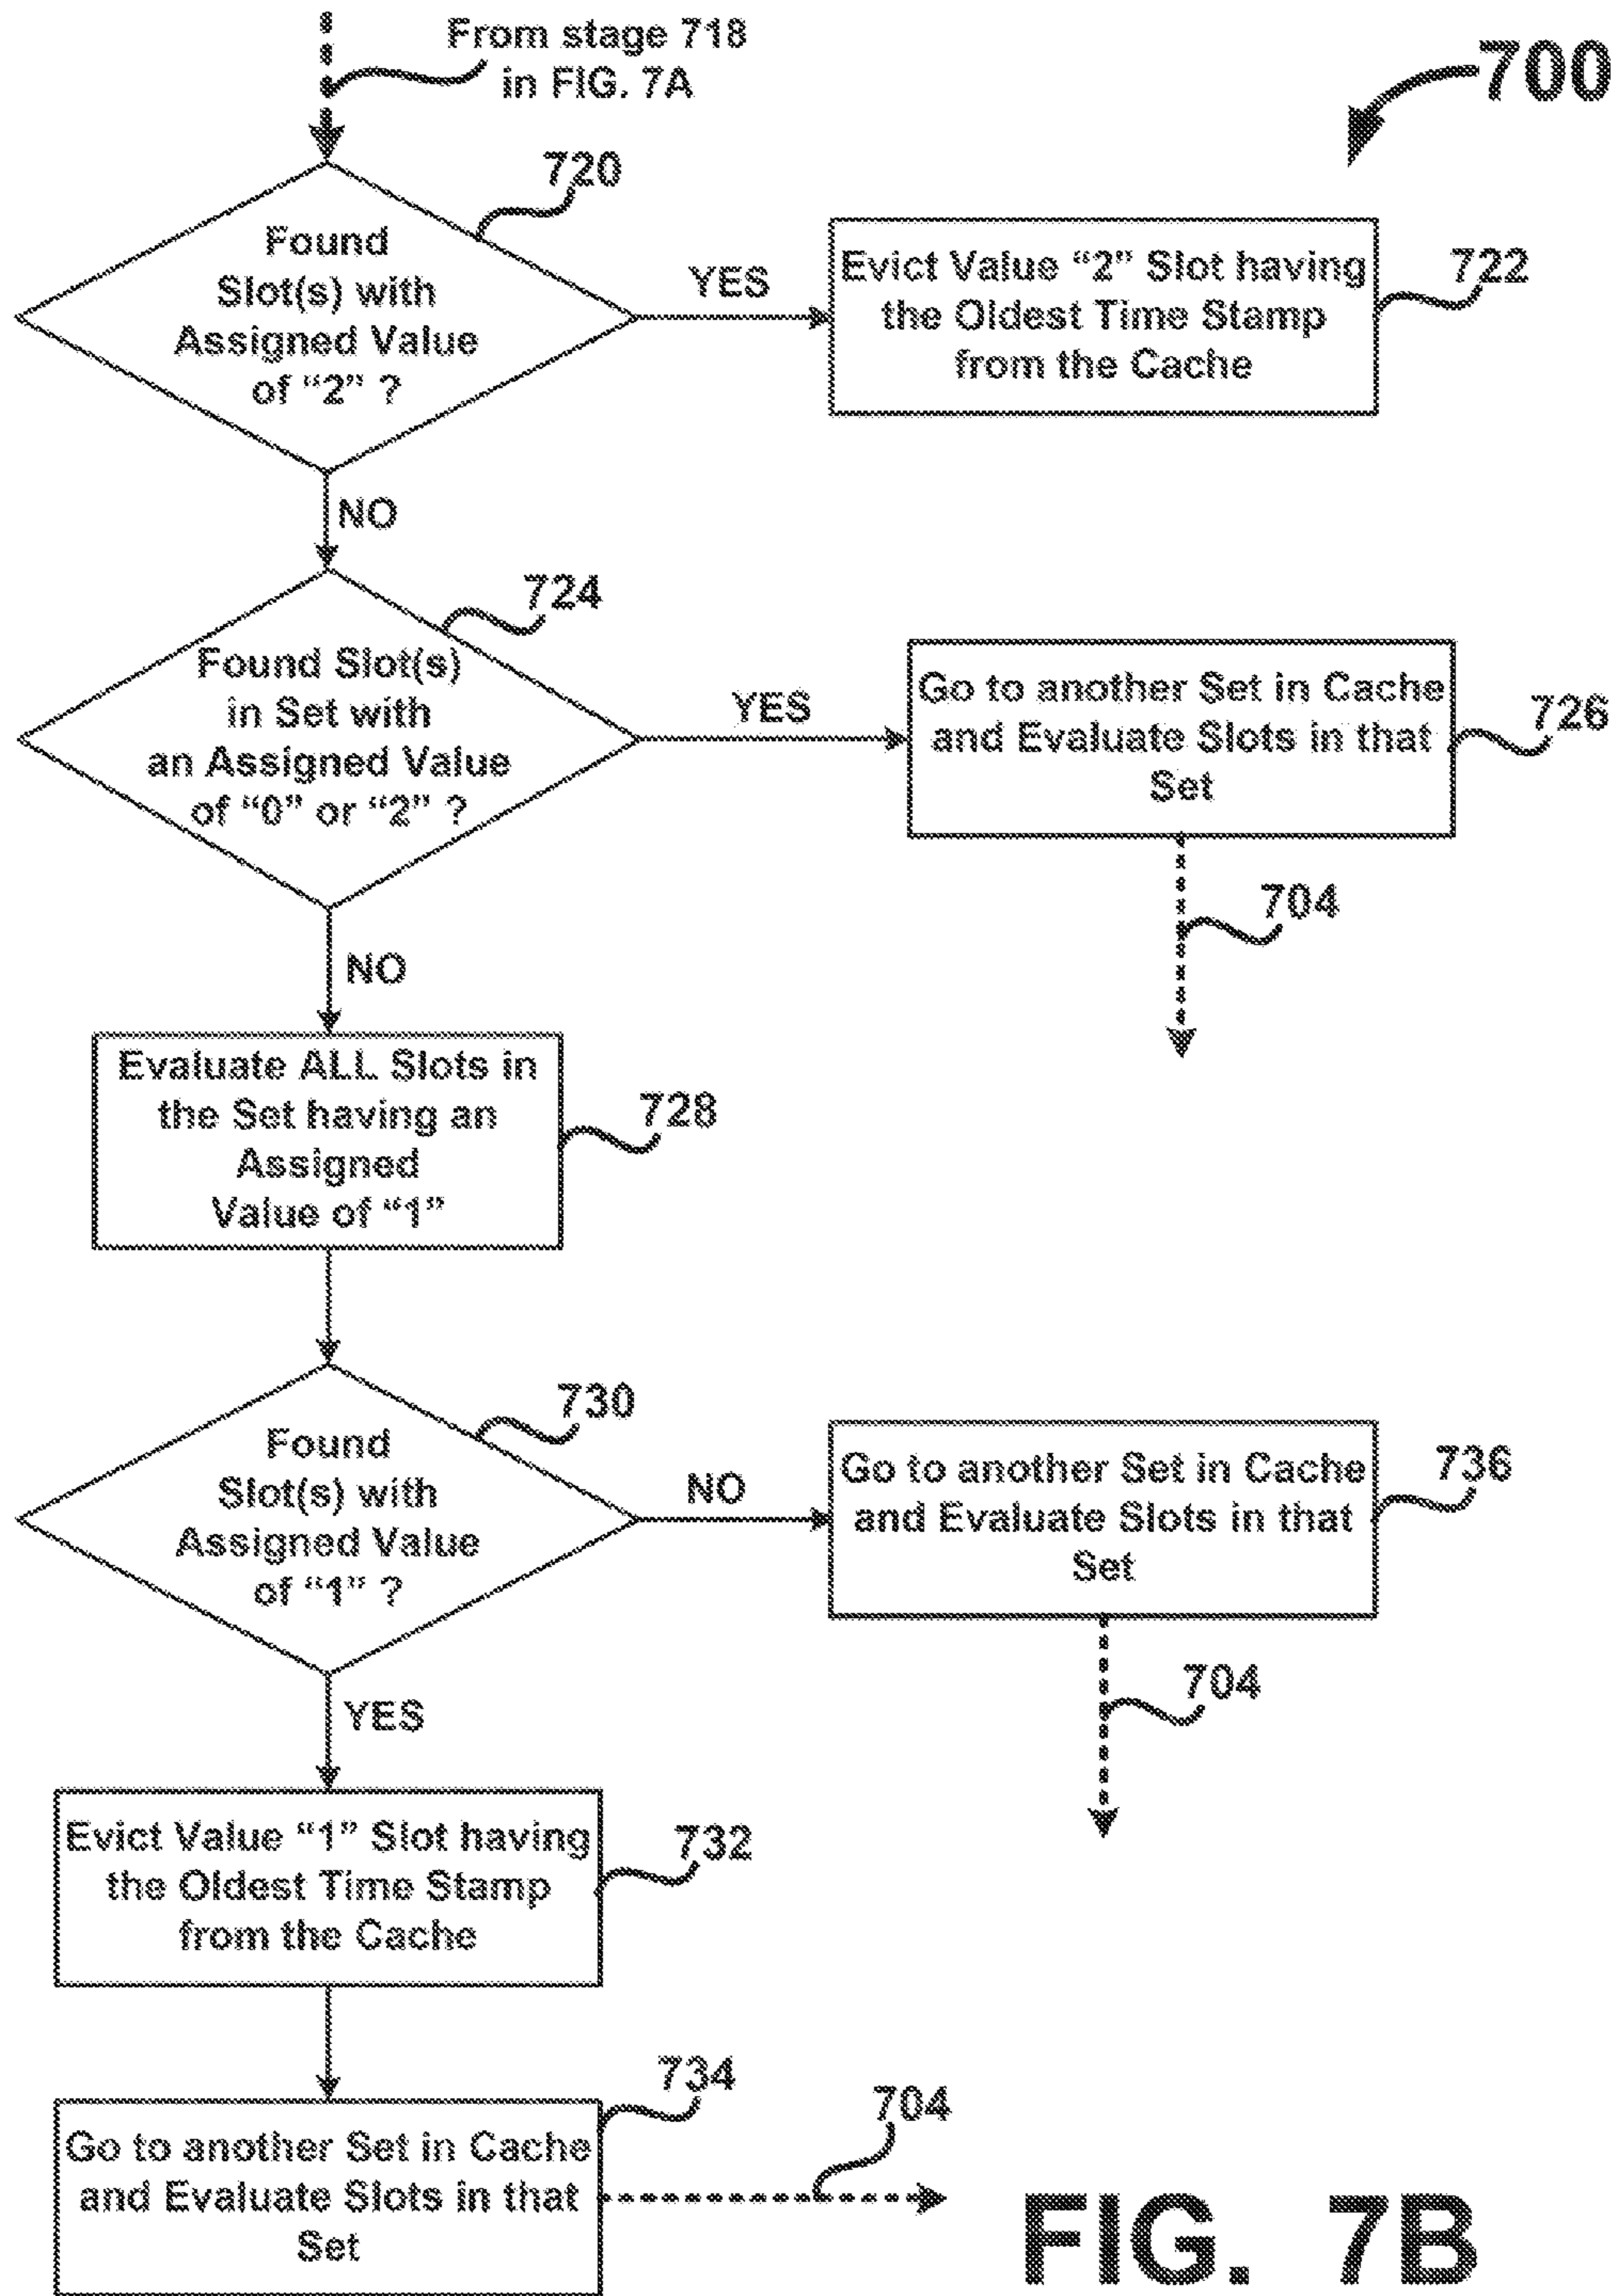 From stage 718
in FIG. 7A
700
720
Found
Slot(s) with
Assigned Value
of “2” ?
YES
Evict Value “2” Slot having
the Oldest Time Stamp
from the Cache
722
NO
724
Found Slot(s)
in Set with
an Assigned Value
of “0” or “2” ?
YES
Go to another Set in Cache
and Evaluate Slots in that
Set
726
704
NO
Evaluate ALL Slots in
the Set having an
Assigned
Value of “1”
728
730
Found
Slot(s) with
Assigned Value
of “1” ?
NO
Go to another Set in Cache
and Evaluate Slots in that
Set
736
704
YES
Evict Value “1” Slot having
the Oldest Time Stamp
from the Cache
732
734
Go to another Set in Cache
and Evaluate Slots in that
Set
704
FIG. 7B